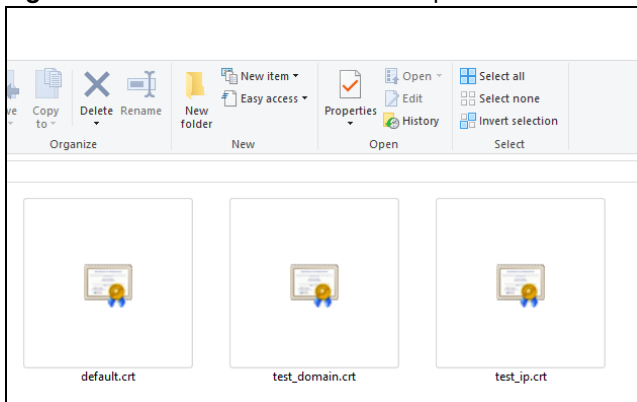 New item
Easy access
Copy to
Delete
Rename
New folder
Properties
Open
Edit
History
Select all
Select none
Invert selection
Organize
New
Open
Select
default.crt
test_domain.crt
test_ip.crt